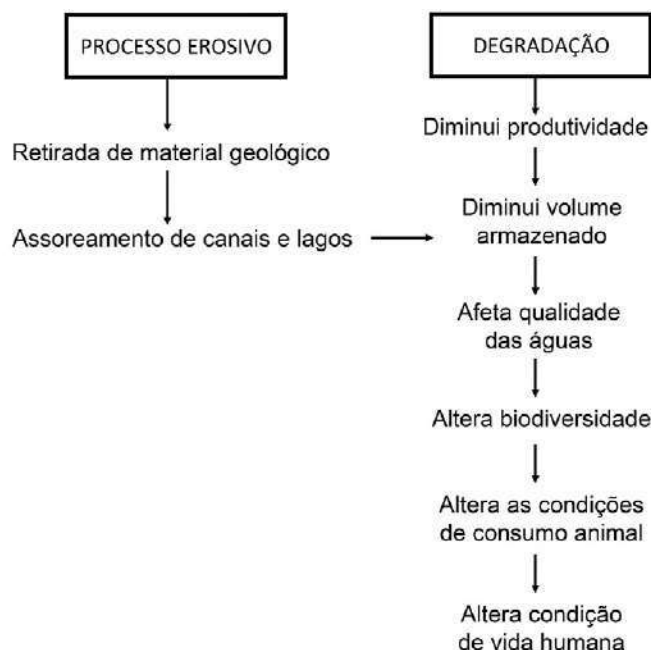 PROCESSO EROSIVO
Retirada de material geológico
Assoreamento de canais e lagos
DEGRADAÇÃO
Diminui produtividade
Diminui volume
armazenado
Afeta qualidade
das águas
Altera biodiversidade
Altera as condições
de consumo animal
Altera condição
de vida humana